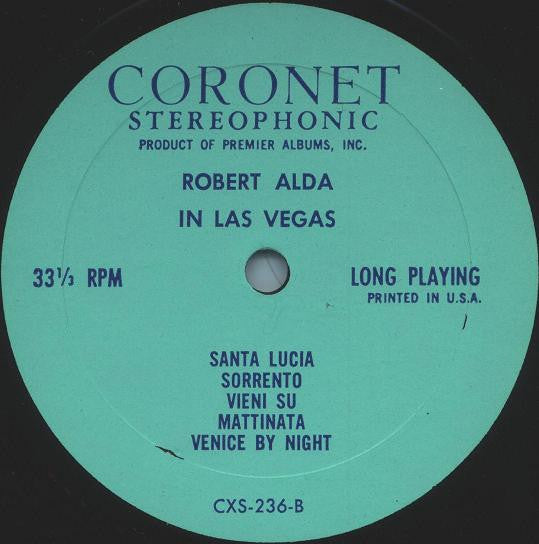 CORONET
STEREOPHONIC
PRODUCT OF PREMIER ALBUMS, INC.
ROBERT ALDA
IN LAS VEGAS
33⅓ RPM
LONG PLAYING
PRINTED IN U.S.A.
SANTA LUCIA
SORRENTO
VIENI SU
MATTINATA
VENICE BY NIGHT
CXS-236-B